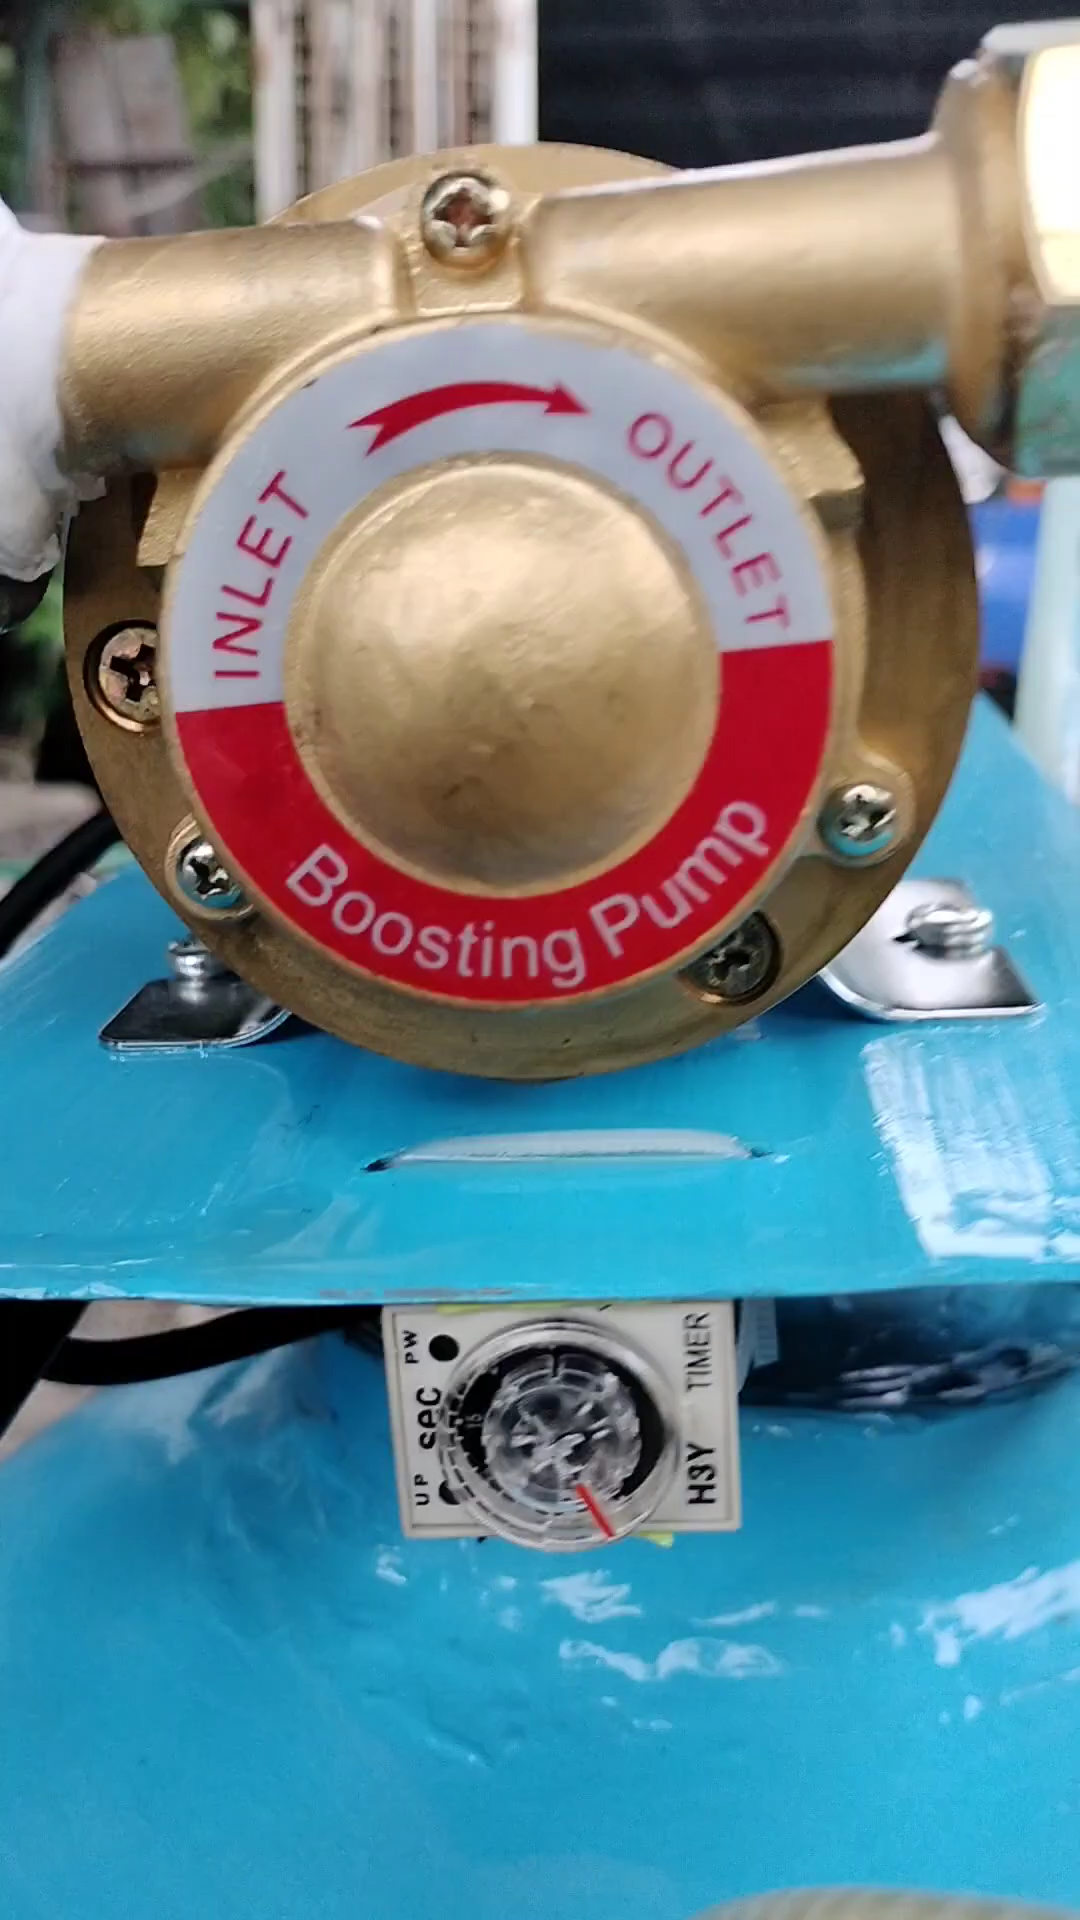 INLET
OUTLET
Boosting Pump
PW
sec
UP
H3Y TIMER